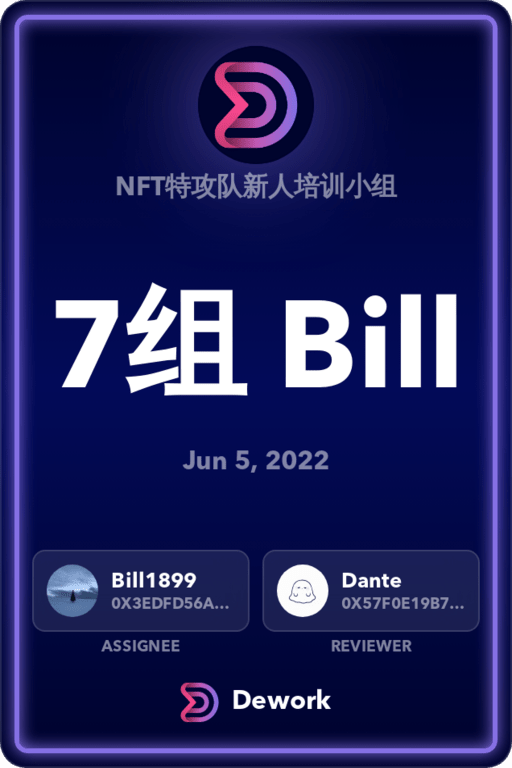 NFT特攻队新人培训小组
7组 Bill
Jun 5, 2022
Bill1899
0X3EDFD56A...
ASSIGNEE
Dante
0X57F0E19B7...
REVIEWER
Dework